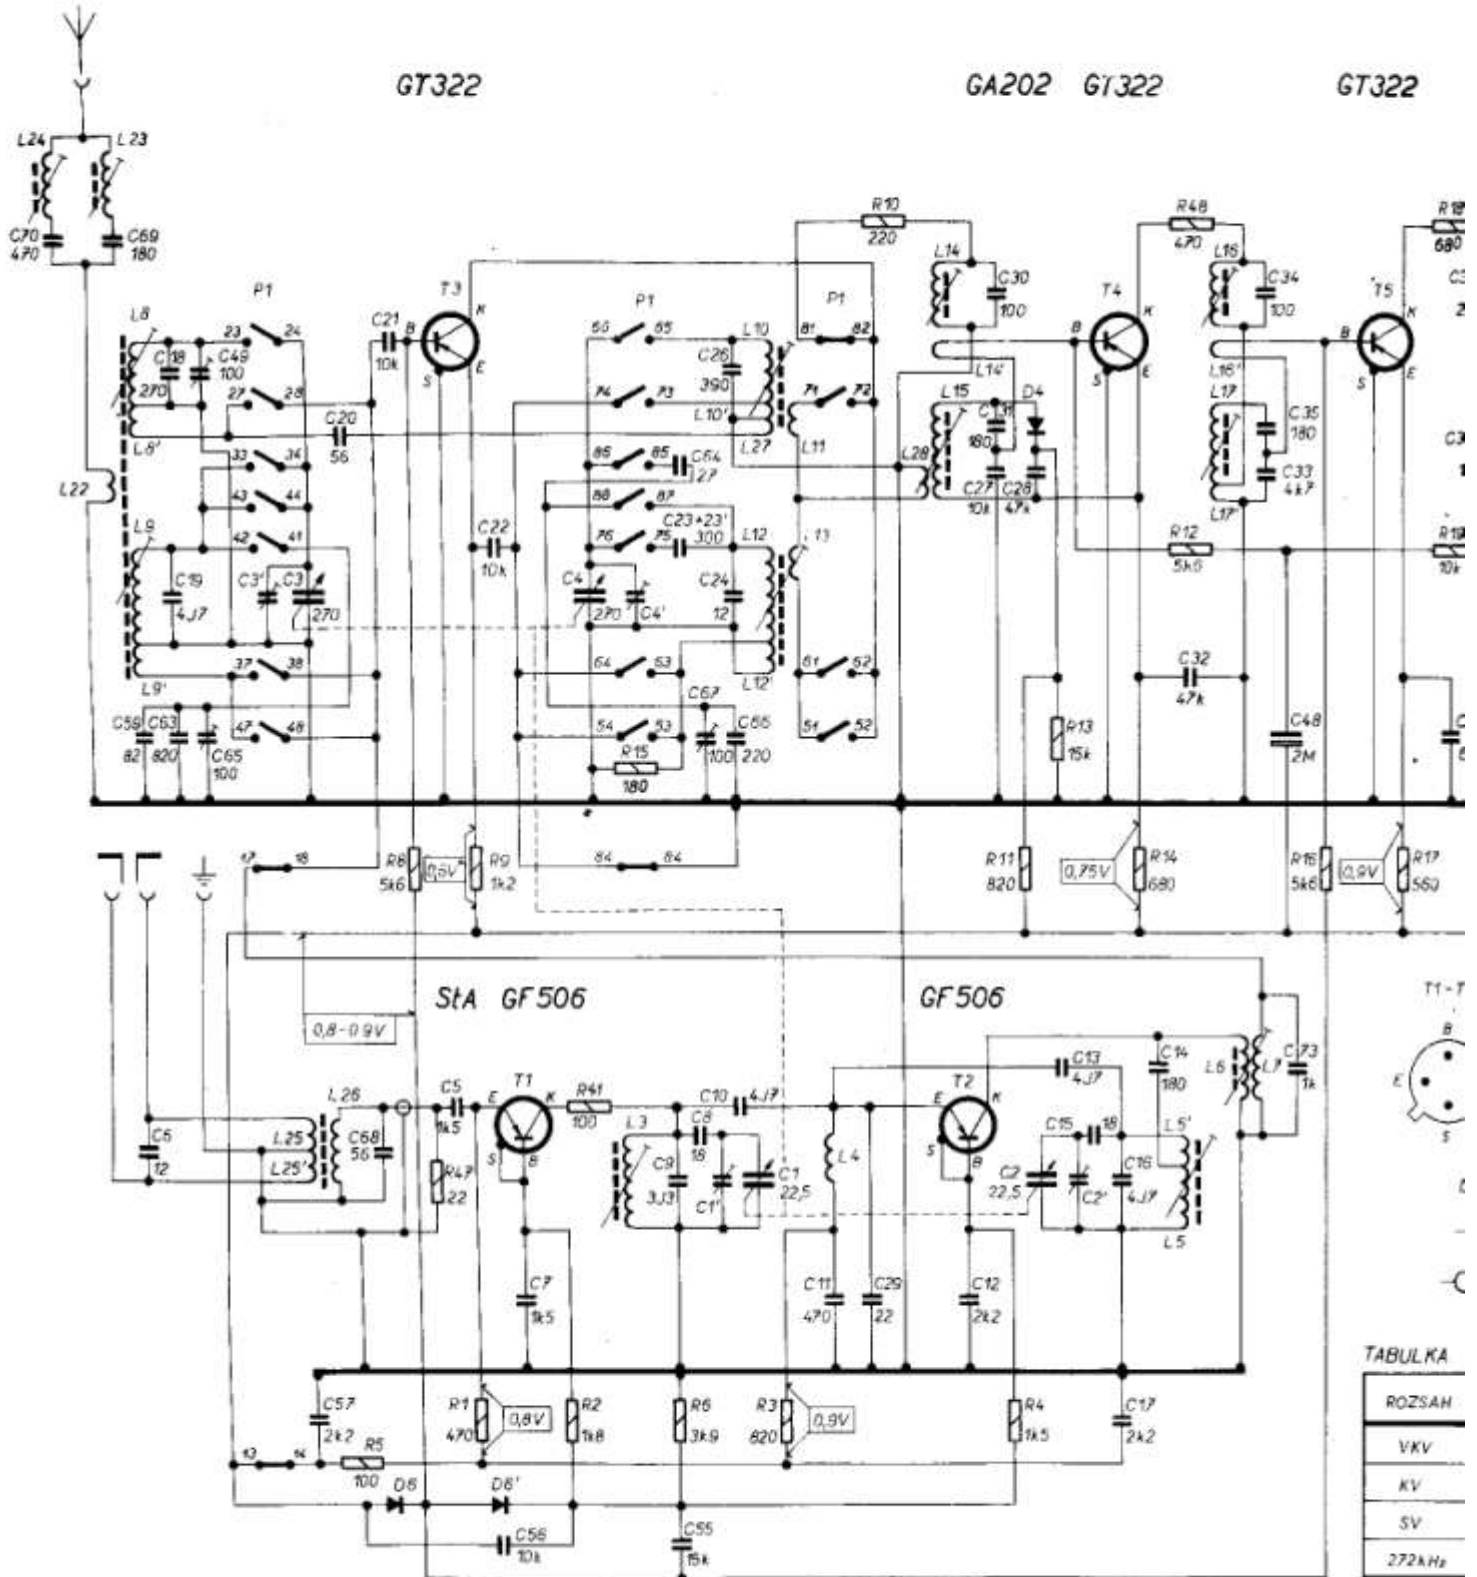 GT322
GA202 GT322
GT322
L24
L23
C70
470
C69
180
P1
L8
23
24
C18
270
C49
100
27
28
L8'
C20
56
33
34
43
44
L22
L9
42
41
C19
4J7
C3'
C3
270
37
38
L9'
C59
82
C63
820
C65
100
47
48
C21
10k
B
T3
K
S
E
C22
10k
P1
66
65
L10
C26
390
74
73
L10'
L27
86
85
C64
27
88
87
C23+23'
300
76
75
L12
C4
270
C4'
C24
12
64
63
L12'
C67
100
C66
220
54
53
R15
180
P1
81
82
71
72
L11
L13
61
62
51
52
R10
220
L14
C30
100
L14'
L15
C31
180
D4
L28
C27
10k
C28
47k
T4
B
K
S
E
R48
470
L16
C34
100
L16'
L17
C35
180
C33
4k7
L17'
R12
5k6
C32
47k
R13
15k
C48
2M
T5
B
K
S
E
R18
680
R19
10k
17
18
R8
5k6
0,6V
R9
1k2
84
84
R11
820
0,75V
R14
680
R16
5k6
0,9V
R17
560
StA GF506
GF506
0,8-0,9V
T1
E
K
S
B
C5
1k5
R41
100
C10
4J7
L26
L25
L25'
C6
12
C68
56
R47
22
L3
C8
18
C9
3J3
C1'
C1
22,5
L4
T2
E
K
S
B
C13
4J7
C14
180
L6
L7
C73
1k
C15
18
L5'
C2
22,5
C2'
C16
4J7
L5
C7
1k5
C11
470
C29
22
C12
2k2
C57
2k2
R1
470
0,8V
R2
1k8
R6
3k9
R3
820
0,9V
R4
1k5
C17
2k2
13
14
R5
100
D6
D6'
C56
10k
C55
15k
B
E
S
TABULKA
ROZSAH
VKV
KV
SV
272kHz